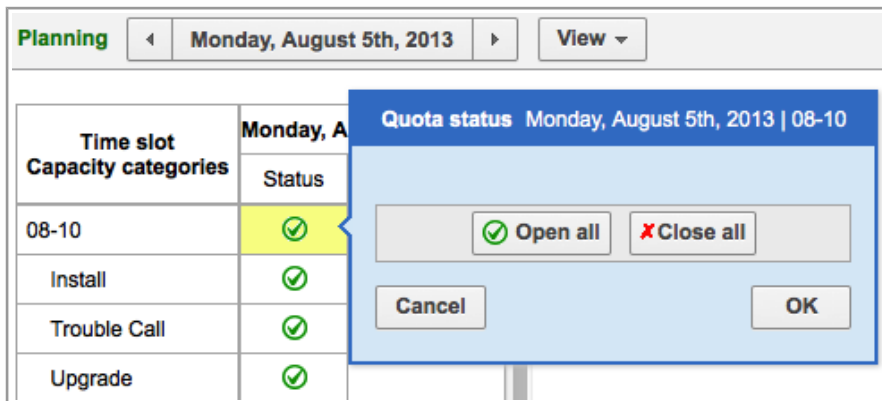 Planning Monday, August 5th, 2013 View
Time slot
Capacity categories
Monday, A
Status
Quota status Monday, August 5th, 2013 | 08-10
08-10
Open all Close all
Install
Cancel OK
Trouble Call
Upgrade